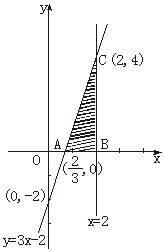 y
C(2,4)
O
A
B
x
(2/3,0)
(0,-2)
x=2
y=3x-2